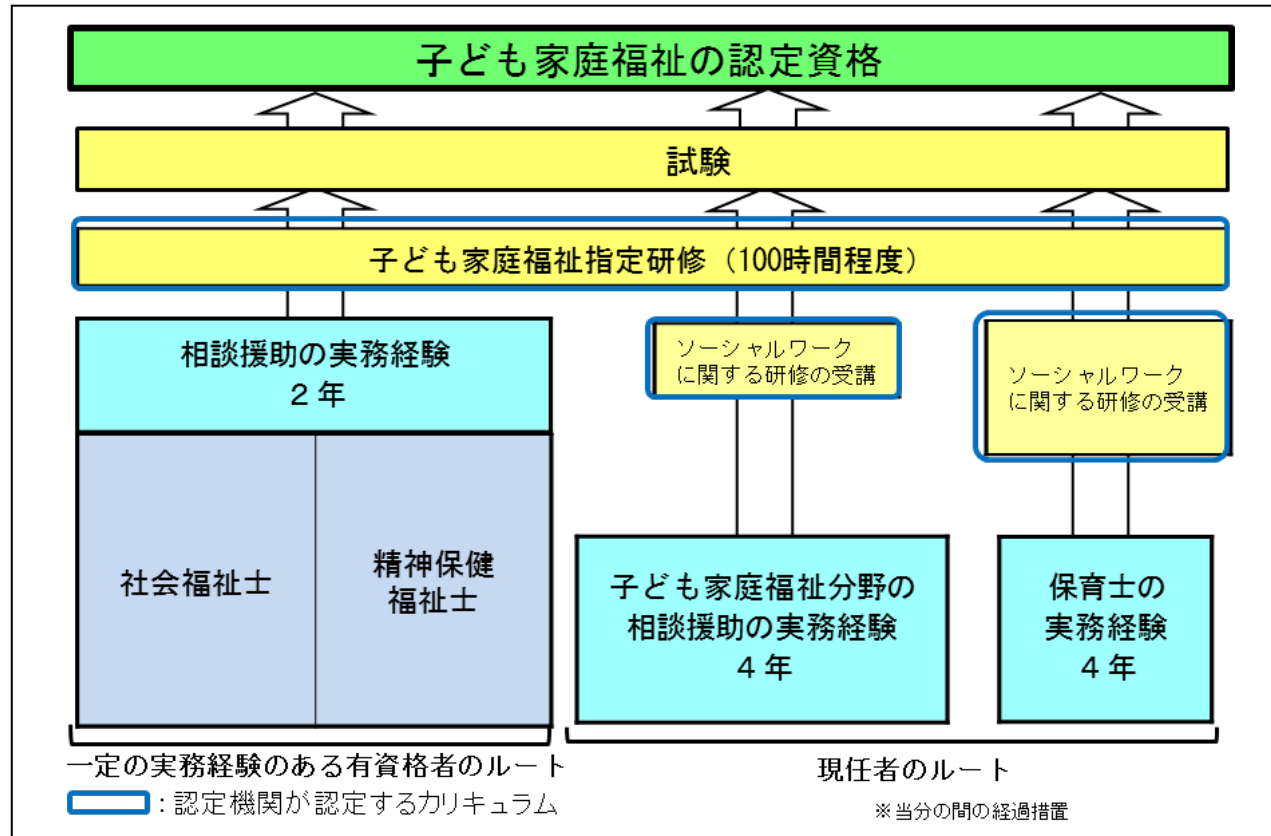 子ども家庭福祉の認定資格
試験
子ども家庭福祉指定研修（100時間程度）
相談援助の実務経験
２年
社会福祉士
精神保健
福祉士
ソーシャルワーク
に関する研修の受講
子ども家庭福祉分野の
相談援助の実務経験
４年
ソーシャルワーク
に関する研修の受講
保育士の
実務経験
４年
一定の実務経験のある有資格者のルート
：認定機関が認定するカリキュラム
現任者のルート
※当分の間の経過措置